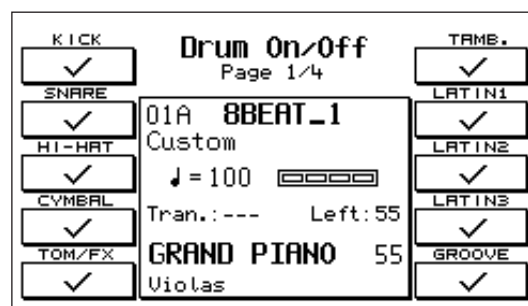 KICK
SNARE
HI-HAT
CYMBAL
TOM/FX
Drum On/Off
Page 1/4
01A 8BEAT_1
Custom
♩=100
Tran.:--- Left:55
GRAND PIANO 55
Violas
TAMB.
LATIN1
LATIN2
LATIN3
GROOVE